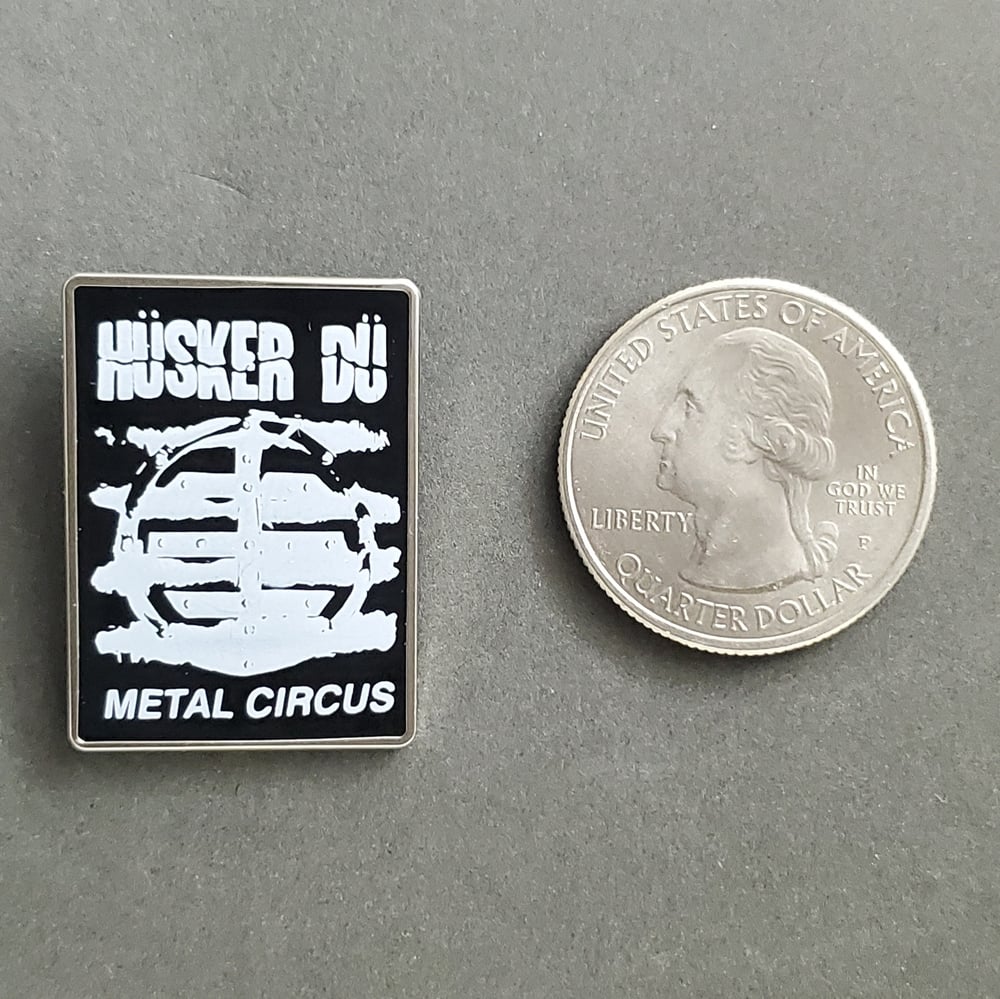 HÜSKER DÜ
METAL CIRCUS
UNITED STATES OF AMERICA
LIBERTY
IN
GOD WE
TRUST
P
QUARTER DOLLAR